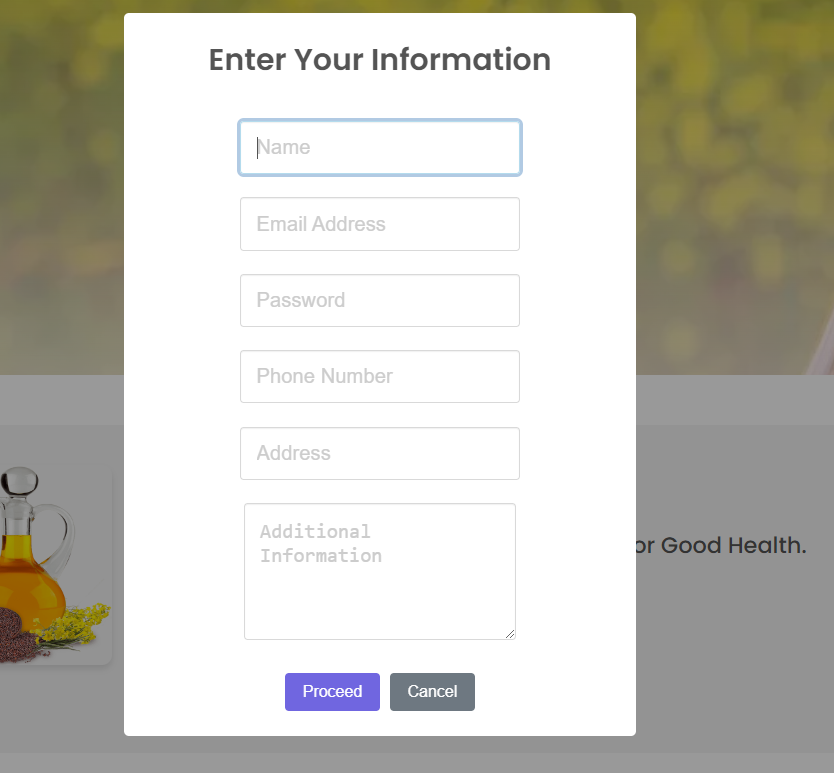 Enter Your Information
Name
Email Address
Password
Phone Number
Address
Additional
Information
or Good Health.
Proceed
Cancel